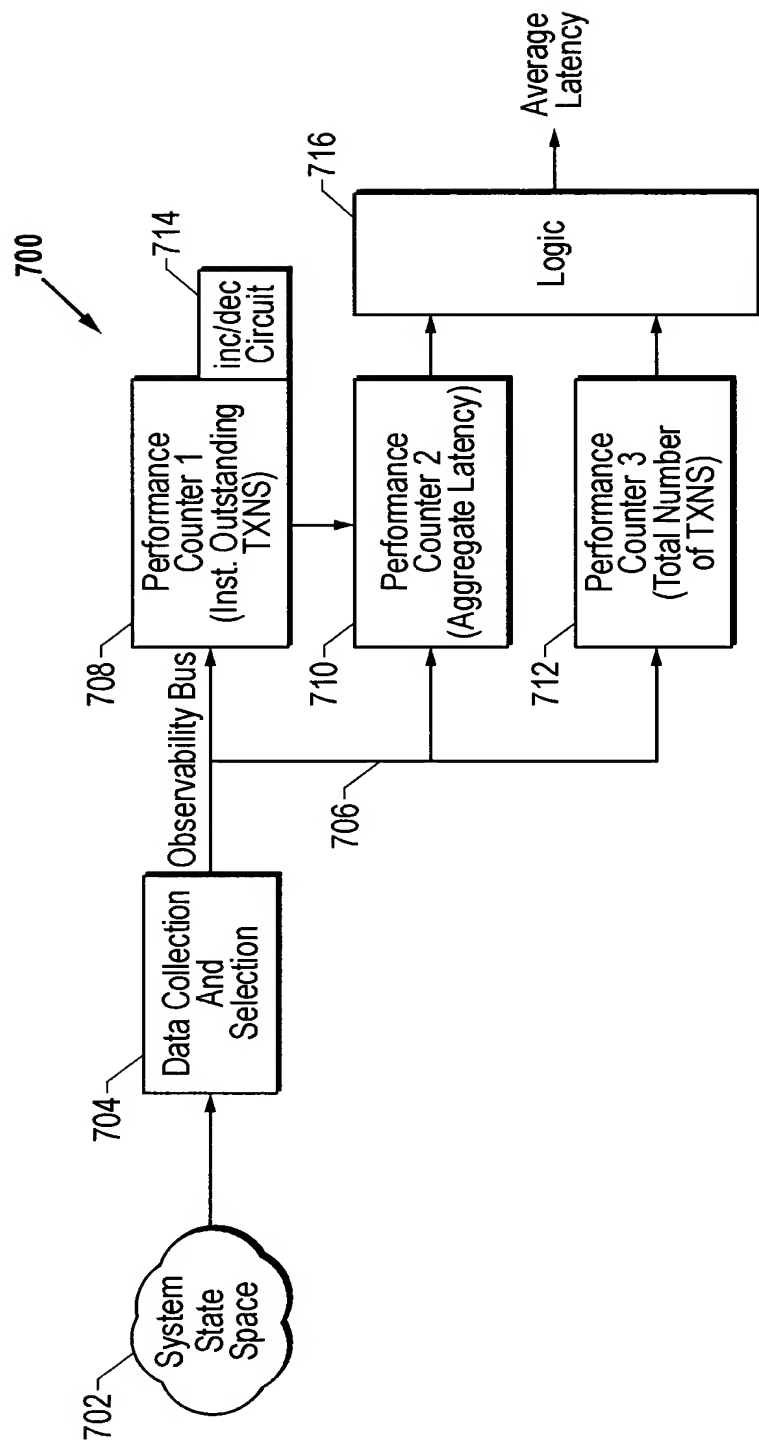 700
702
System
State
Space
704
Data Collection
And
Selection
Observability Bus
706
708
Performance
Counter 1
(Inst. Outstanding
TXNS)
714
inc/dec
Circuit
710
Performance
Counter 2
(Aggregate Latency)
712
Performance
Counter 3
(Total Number
of TXNS)
716
Logic
Average
Latency